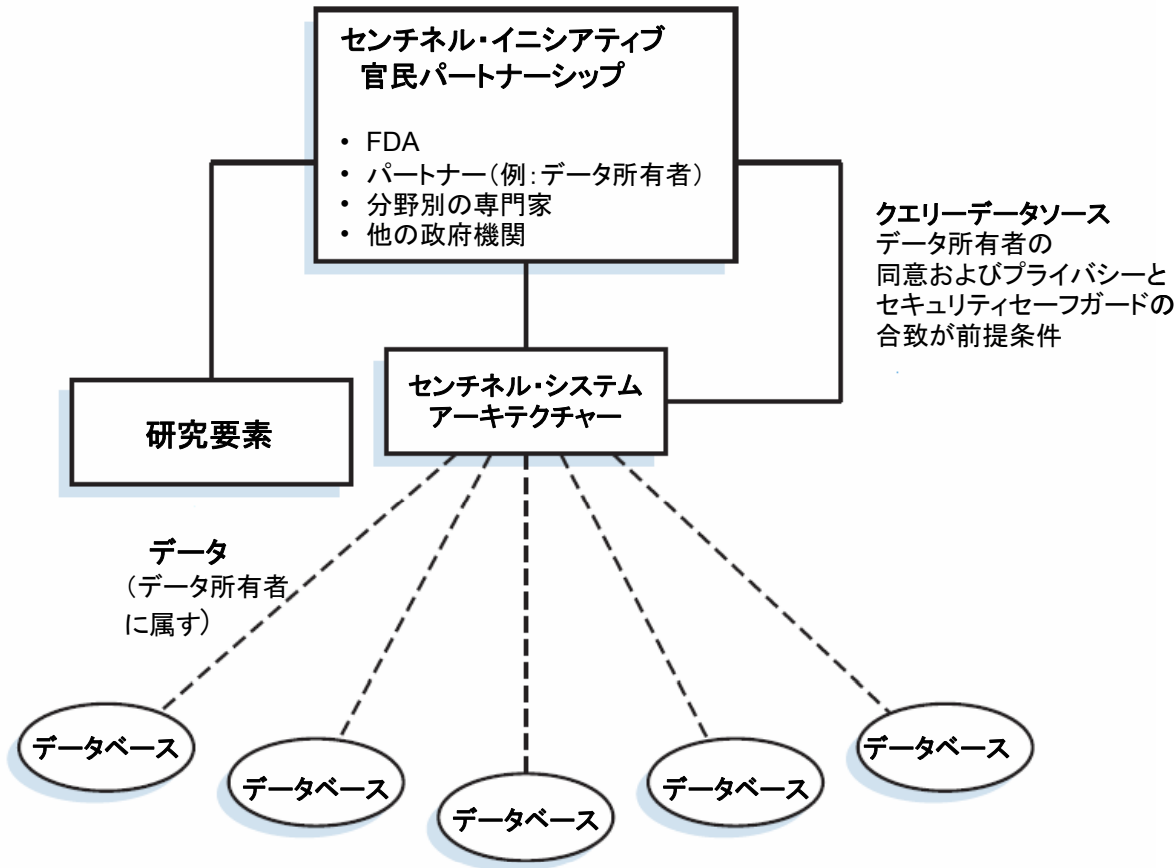 センチネル・イニシアティブ
官民パートナーシップ
• FDA
• パートナー(例:データ所有者)
• 分野別の専門家
• 他の政府機関
クエリーデータソース
データ所有者の
同意およびプライバシーと
セキュリティセーフガードの
合致が前提条件
センチネル・システム
アーキテクチャー
研究要素
データ
(データ所有者
に属す)
データベース
データベース
データベース
データベース
データベース